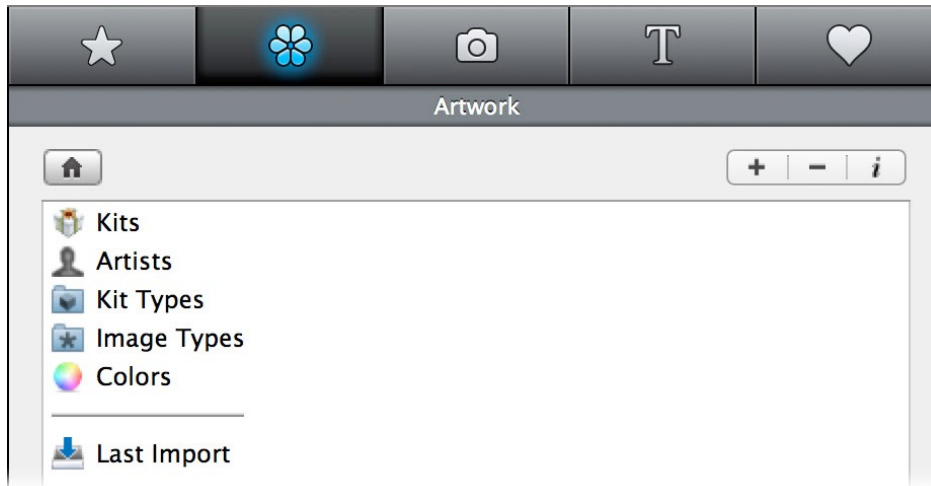 T
Artwork
+ − i
Kits
Artists
Kit Types
Image Types
Colors
Last Import